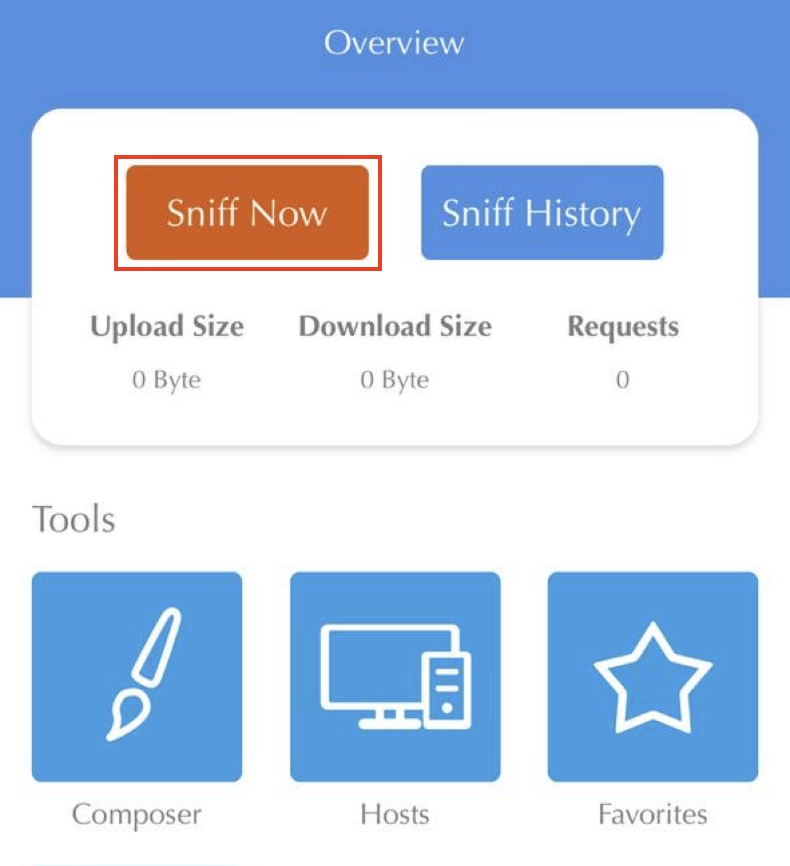 Overview
Sniff Now Sniff History
Upload Size Download Size Requests
0 Byte 0 Byte 0
Tools
Composer Hosts Favorites